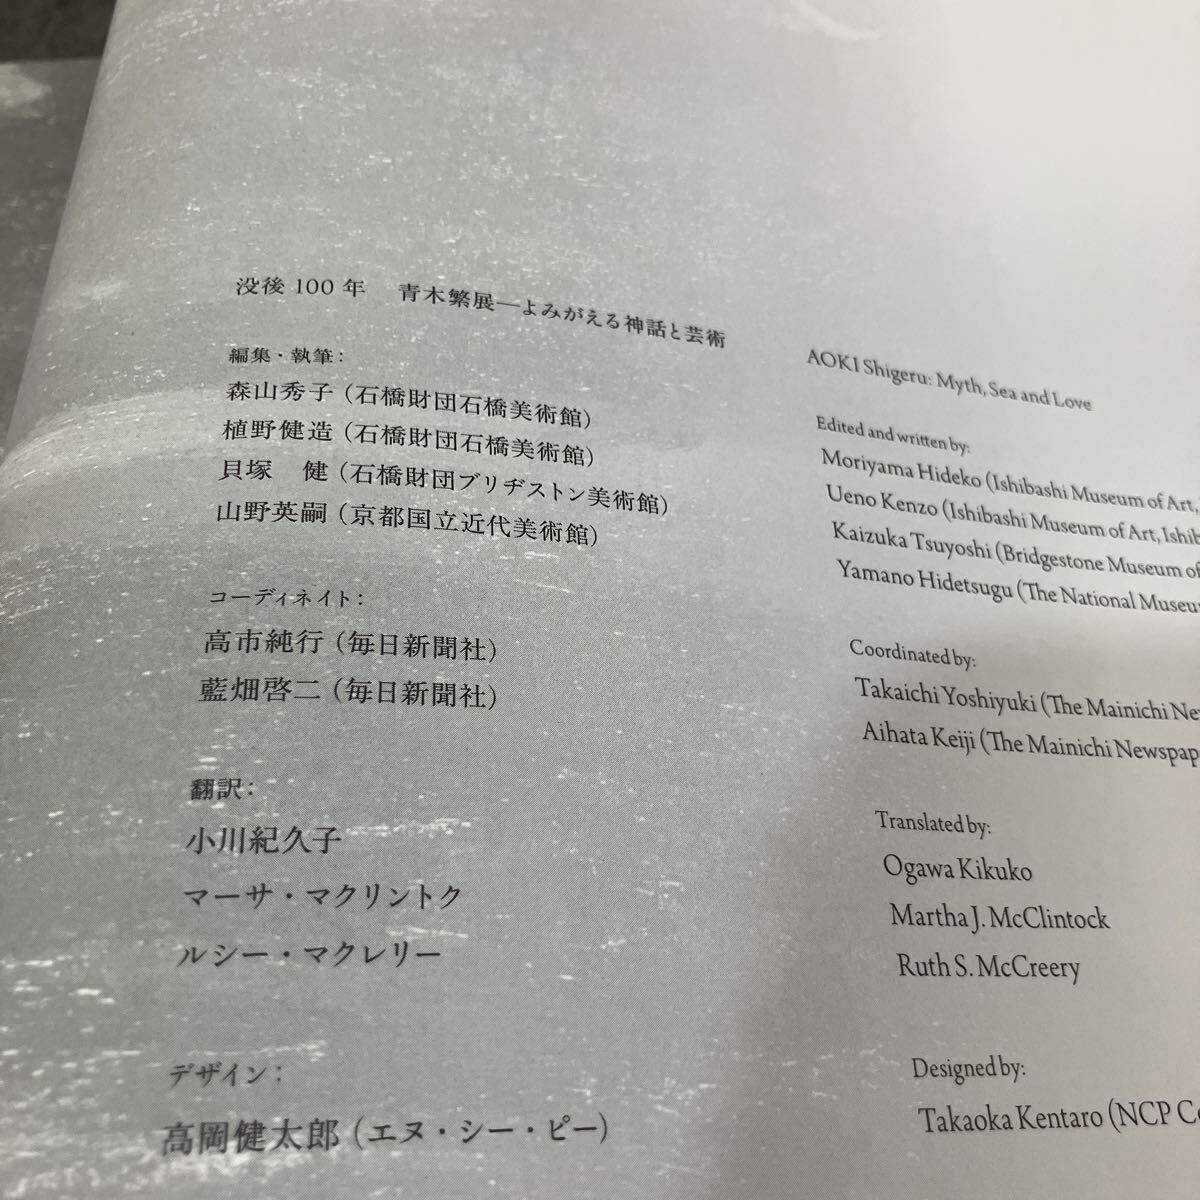 没後 100 年　青木繁展―よみがえる神話と芸術
編集・執筆：
森山秀子（石橋財団石橋美術館）
植野健造（石橋財団石橋美術館）
貝塚　健（石橋財団ブリヂストン美術館）
山野英嗣（京都国立近代美術館）
コーディネイト：
高市純行（毎日新聞社）
藍畑啓二（毎日新聞社）
翻訳：
小川紀久子
マーサ・マクリントク
ルシー・マクレリー
デザイン：
高岡健太郎（エヌ・シー・ピー）
AOKI Shigeru: Myth, Sea and Love
Edited and written by:
Moriyama Hideko (Ishibashi Museum of Art,
Ueno Kenzo (Ishibashi Museum of Art,
Kaizuka Tsuyoshi (Bridgestone Museum of
Yamano Hidetsugu (The National
Coordinated by:
Takaichi Yoshiyuki (The Mainichi
Aihata Keiji (The Mainichi
Translated by:
Ogawa Kikuko
Martha J. McClintock
Ruth S. McCreery
Designed by:
Takaoka Kentaro (NCP